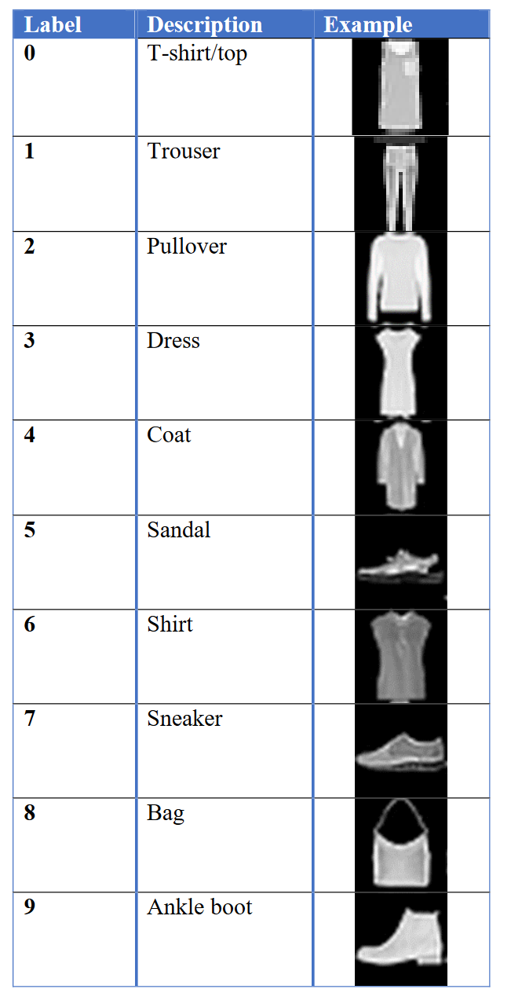 Label Description Example
0 T-shirt/top
1 Trouser
2 Pullover
3 Dress
4 Coat
5 Sandal
6 Shirt
7 Sneaker
8 Bag
9 Ankle boot